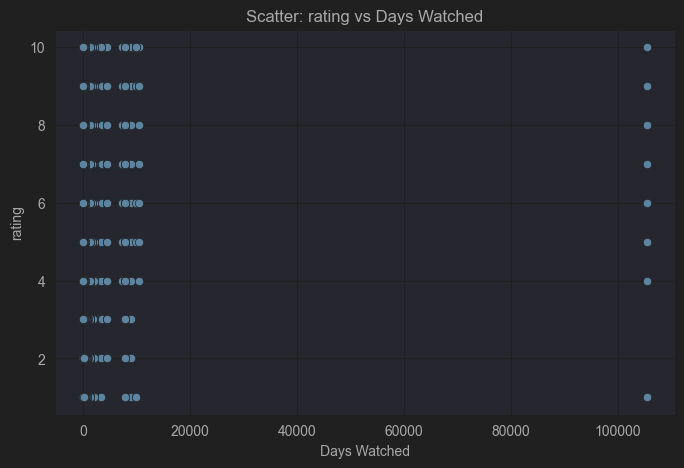 Scatter: rating vs Days Watched
10
8
6
4
2
rating
0 20000 40000 60000 80000 100000
Days Watched